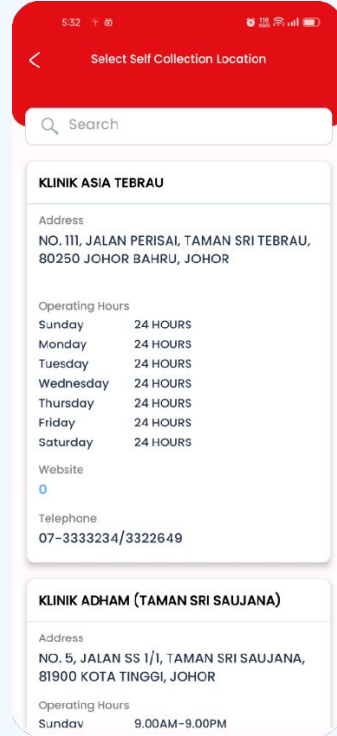 5:32
Select Self Collection Location
Search
KLINIK ASIA TEBRAU
Address
NO. 111, JALAN PERISAI, TAMAN SRI TEBRAU,
80250 JOHOR BAHRU, JOHOR
Operating Hours
Sunday 24 HOURS
Monday 24 HOURS
Tuesday 24 HOURS
Wednesday 24 HOURS
Thursday 24 HOURS
Friday 24 HOURS
Saturday 24 HOURS
Website
0
Telephone
07-3333234/3322649
KLINIK ADHAM (TAMAN SRI SAUJANA)
Address
NO. 5, JALAN SS 1/1, TAMAN SRI SAUJANA,
81900 KOTA TINGGI, JOHOR
Operating Hours
Sunday 9.00AM-9.00PM